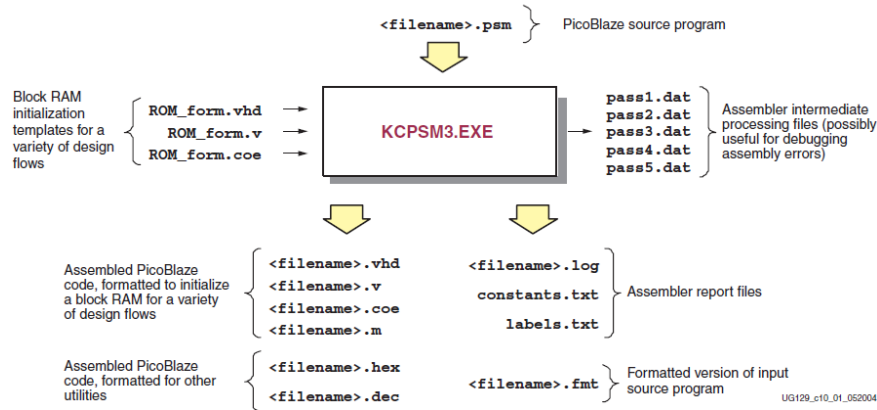 <filename>.psm
PicoBlaze source program
Block RAM
initialization
templates for a
variety of design
flows
ROM_form.vhd
ROM_form.v
ROM_form.coe
KCPSM3.EXE
pass1.dat
pass2.dat
pass3.dat
pass4.dat
pass5.dat
Assembler intermediate
processing files (possibly
useful for debugging
assembly errors)
Assembled PicoBlaze
code, formatted to initialize
a block RAM for a variety
of design flows
<filename>.vhd
<filename>.v
<filename>.coe
<filename>.m
<filename>.log
constants.txt
labels.txt
Assembler report files
Assembled PicoBlaze
code, formatted for other
utilities
<filename>.hex
<filename>.dec
<filename>.fmt
Formatted version of input
source program
UG129_c10_01_052004